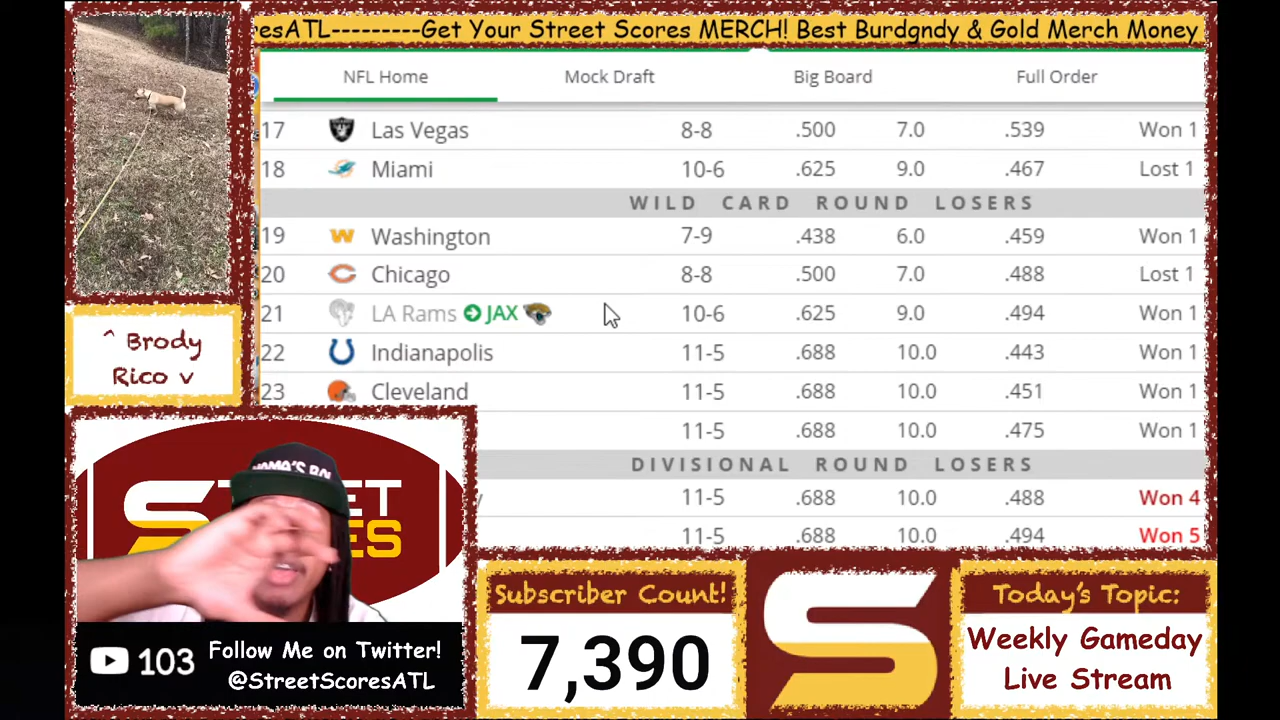 esATL---------Get Your Street Scores MERCH! Best Burdgndy & Gold Merch Money
NFL Home Mock Draft Big Board Full Order
17 Las Vegas 8-8 .500 7.0 .539 Won 1
18 Miami 10-6 .625 9.0 .467 Lost 1
WILD CARD ROUND LOSERS
19 Washington 7-9 .438 6.0 .459 Won 1
20 Chicago 8-8 .500 7.0 .488 Lost 1
21 LA Rams JAX 10-6 .625 9.0 .494 Won 1
22 Indianapolis 11-5 .688 10.0 .443 Won 1
23 Cleveland 11-5 .688 10.0 .451 Won 1
11-5 .688 10.0 .475 Won 1
DIVISIONAL ROUND LOSERS
11-5 .688 10.0 .488 Won 4
11-5 .688 10.0 .494 Won 5
^ Brody
Rico v
103
Follow Me on Twitter!
@StreetScoresATL
Subscriber Count!
7,390
Today's Topic:
Weekly Gameday
Live Stream